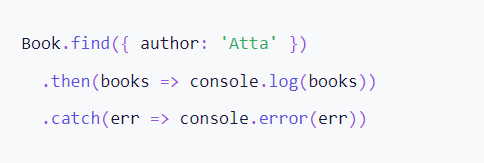 Book.find({ author: 'Atta' })
  .then(books => console.log(books))
  .catch(err => console.error(err))